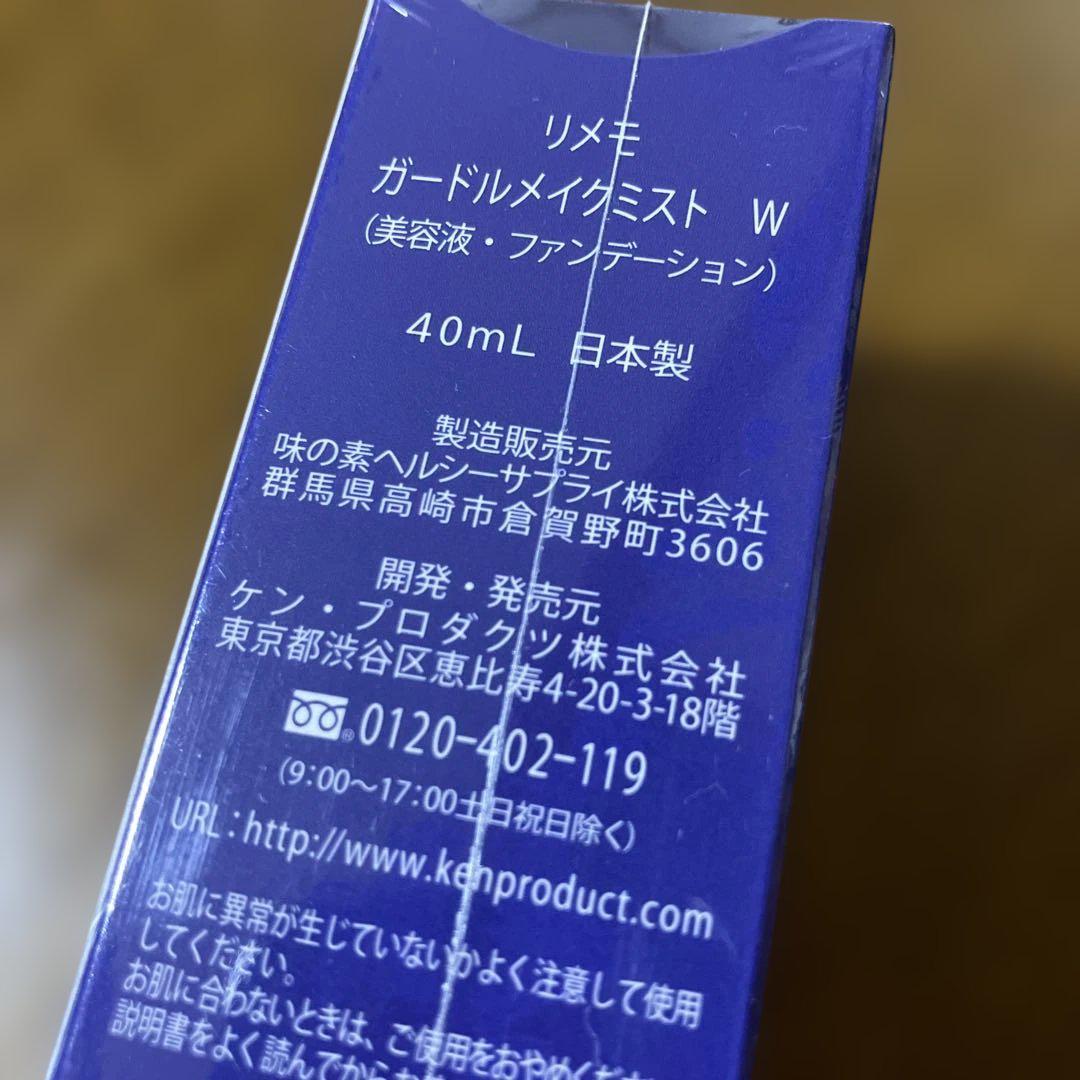 リメモ
ガードルメイクミスト W
(美容液・ファンデーション)
40mL 日本製
製造販売元
味の素ヘルシーサプライ株式会社
群馬県高崎市倉賀野町3606
開発・発売元
ケン・プロダクツ株式会社
東京都渋谷区恵比寿4-20-3-18階
0120-402-119
(9:00~17:00土日祝日除く)
URL:http://www.kenproduct.com
お肌に異常が生じていないかよく注意して使用
してください。
お肌に合わないときは、ご使用をおやめくださ
説明書をよく読んでから